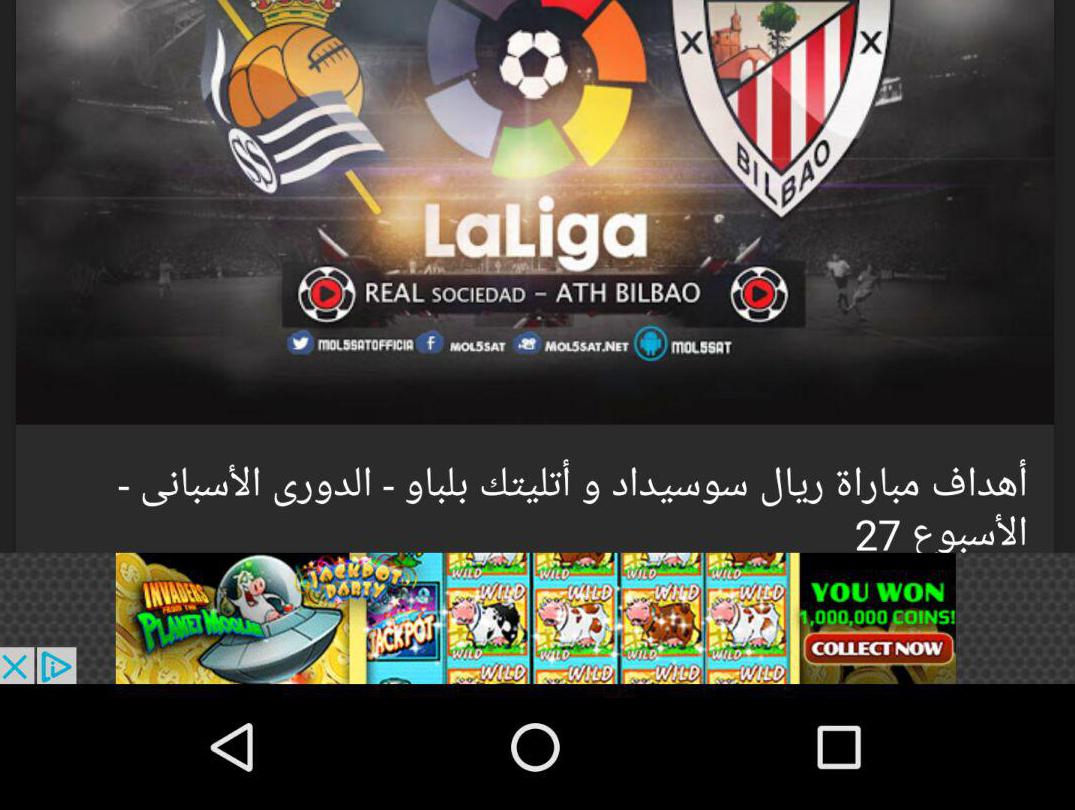 SS
X X
BILBAO
LaLiga
REAL SOCIEDAD - ATH BILBAO
MOL5SATOFFICIA MOL5SAT MOL5SAT.NET MOL5SAT
أهداف مباراة ريال سوسيداد و أتليتك بلباو - الدورى الأسبانى -
الأسبوع 27
INVADERS
FROM THE
PLANET MOOLAH
JACKPOT
PARTY
JACKPOT
WILD WILD WILD WILD
WILD WILD WILD WILD
WILD WILD WILD WILD
YOU WON
1,000,000 COINS!
COLLECT NOW